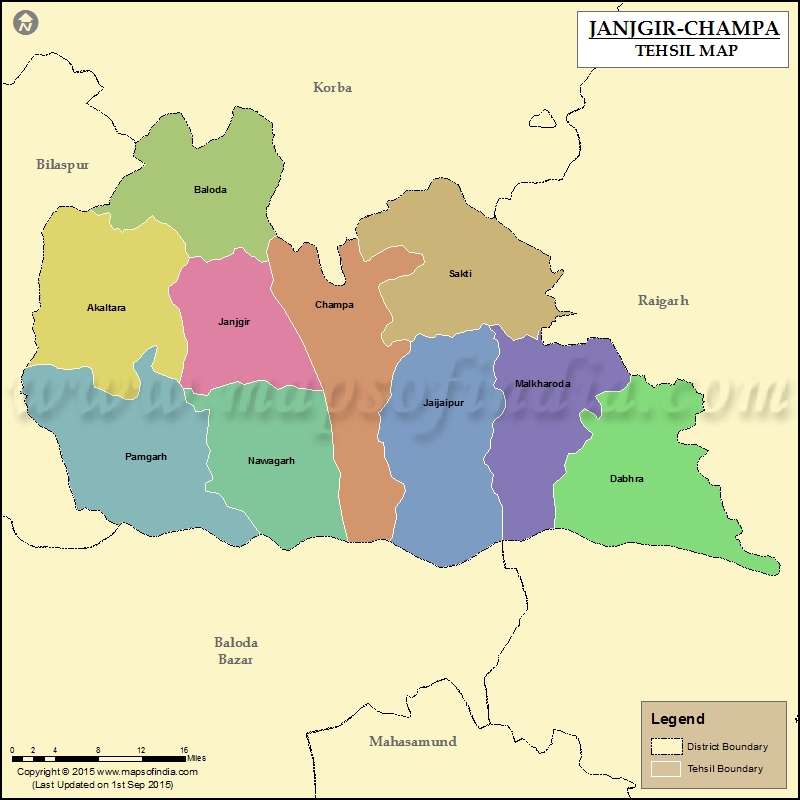 N
JANJGIR-CHAMPA
TEHSIL MAP
Korba
Bilaspur
Baloda
Sakti
Raigarh
Akaltara
Champa
Janjgir
Malkharoda
www.mapsofindia.com
Jaijaipur
Pamgarh
Nawagarh
Dabhra
Baloda
Bazar
Mahasamund
Legend
District Boundary
Tehsil Boundary
0 2 4 8 12 16
Miles
Copyright © 2015 www.mapsofindia.com
(Last Updated on 1st Sep 2015)